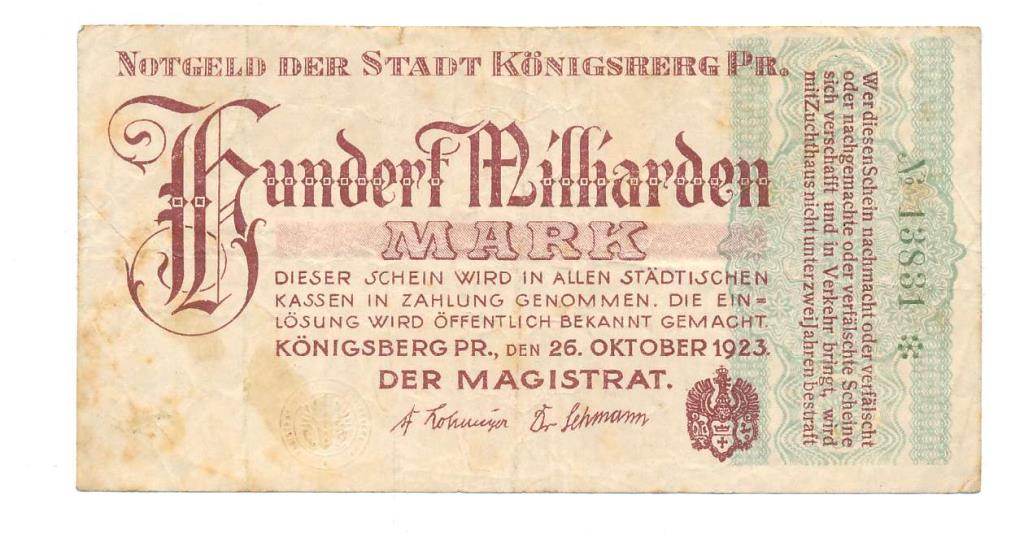 NOTGELD DER STADT KÖNIGSBERG PR.
Hundert Milliarden
MARK
DIESER SCHEIN WIRD IN ALLEN STÄDTISCHEN
KASSEN IN ZAHLUNG GENOMMEN. DIE EIN=
LÖSUNG WIRD ÖFFENTLICH BEKANNT GEMACHT.
KÖNIGSBERG PR., DEN 26. OKTOBER 1923.
DER MAGISTRAT.
Dr Lehmann
Wer diesen Schein nachmacht oder verfälscht
oder nachgemachte oder verfälschte Scheine
sich verschafft und in Verkehr bringt, wird
mit Zuchthaus nicht unter zwei Jahren bestraft
№ 13831 ❇